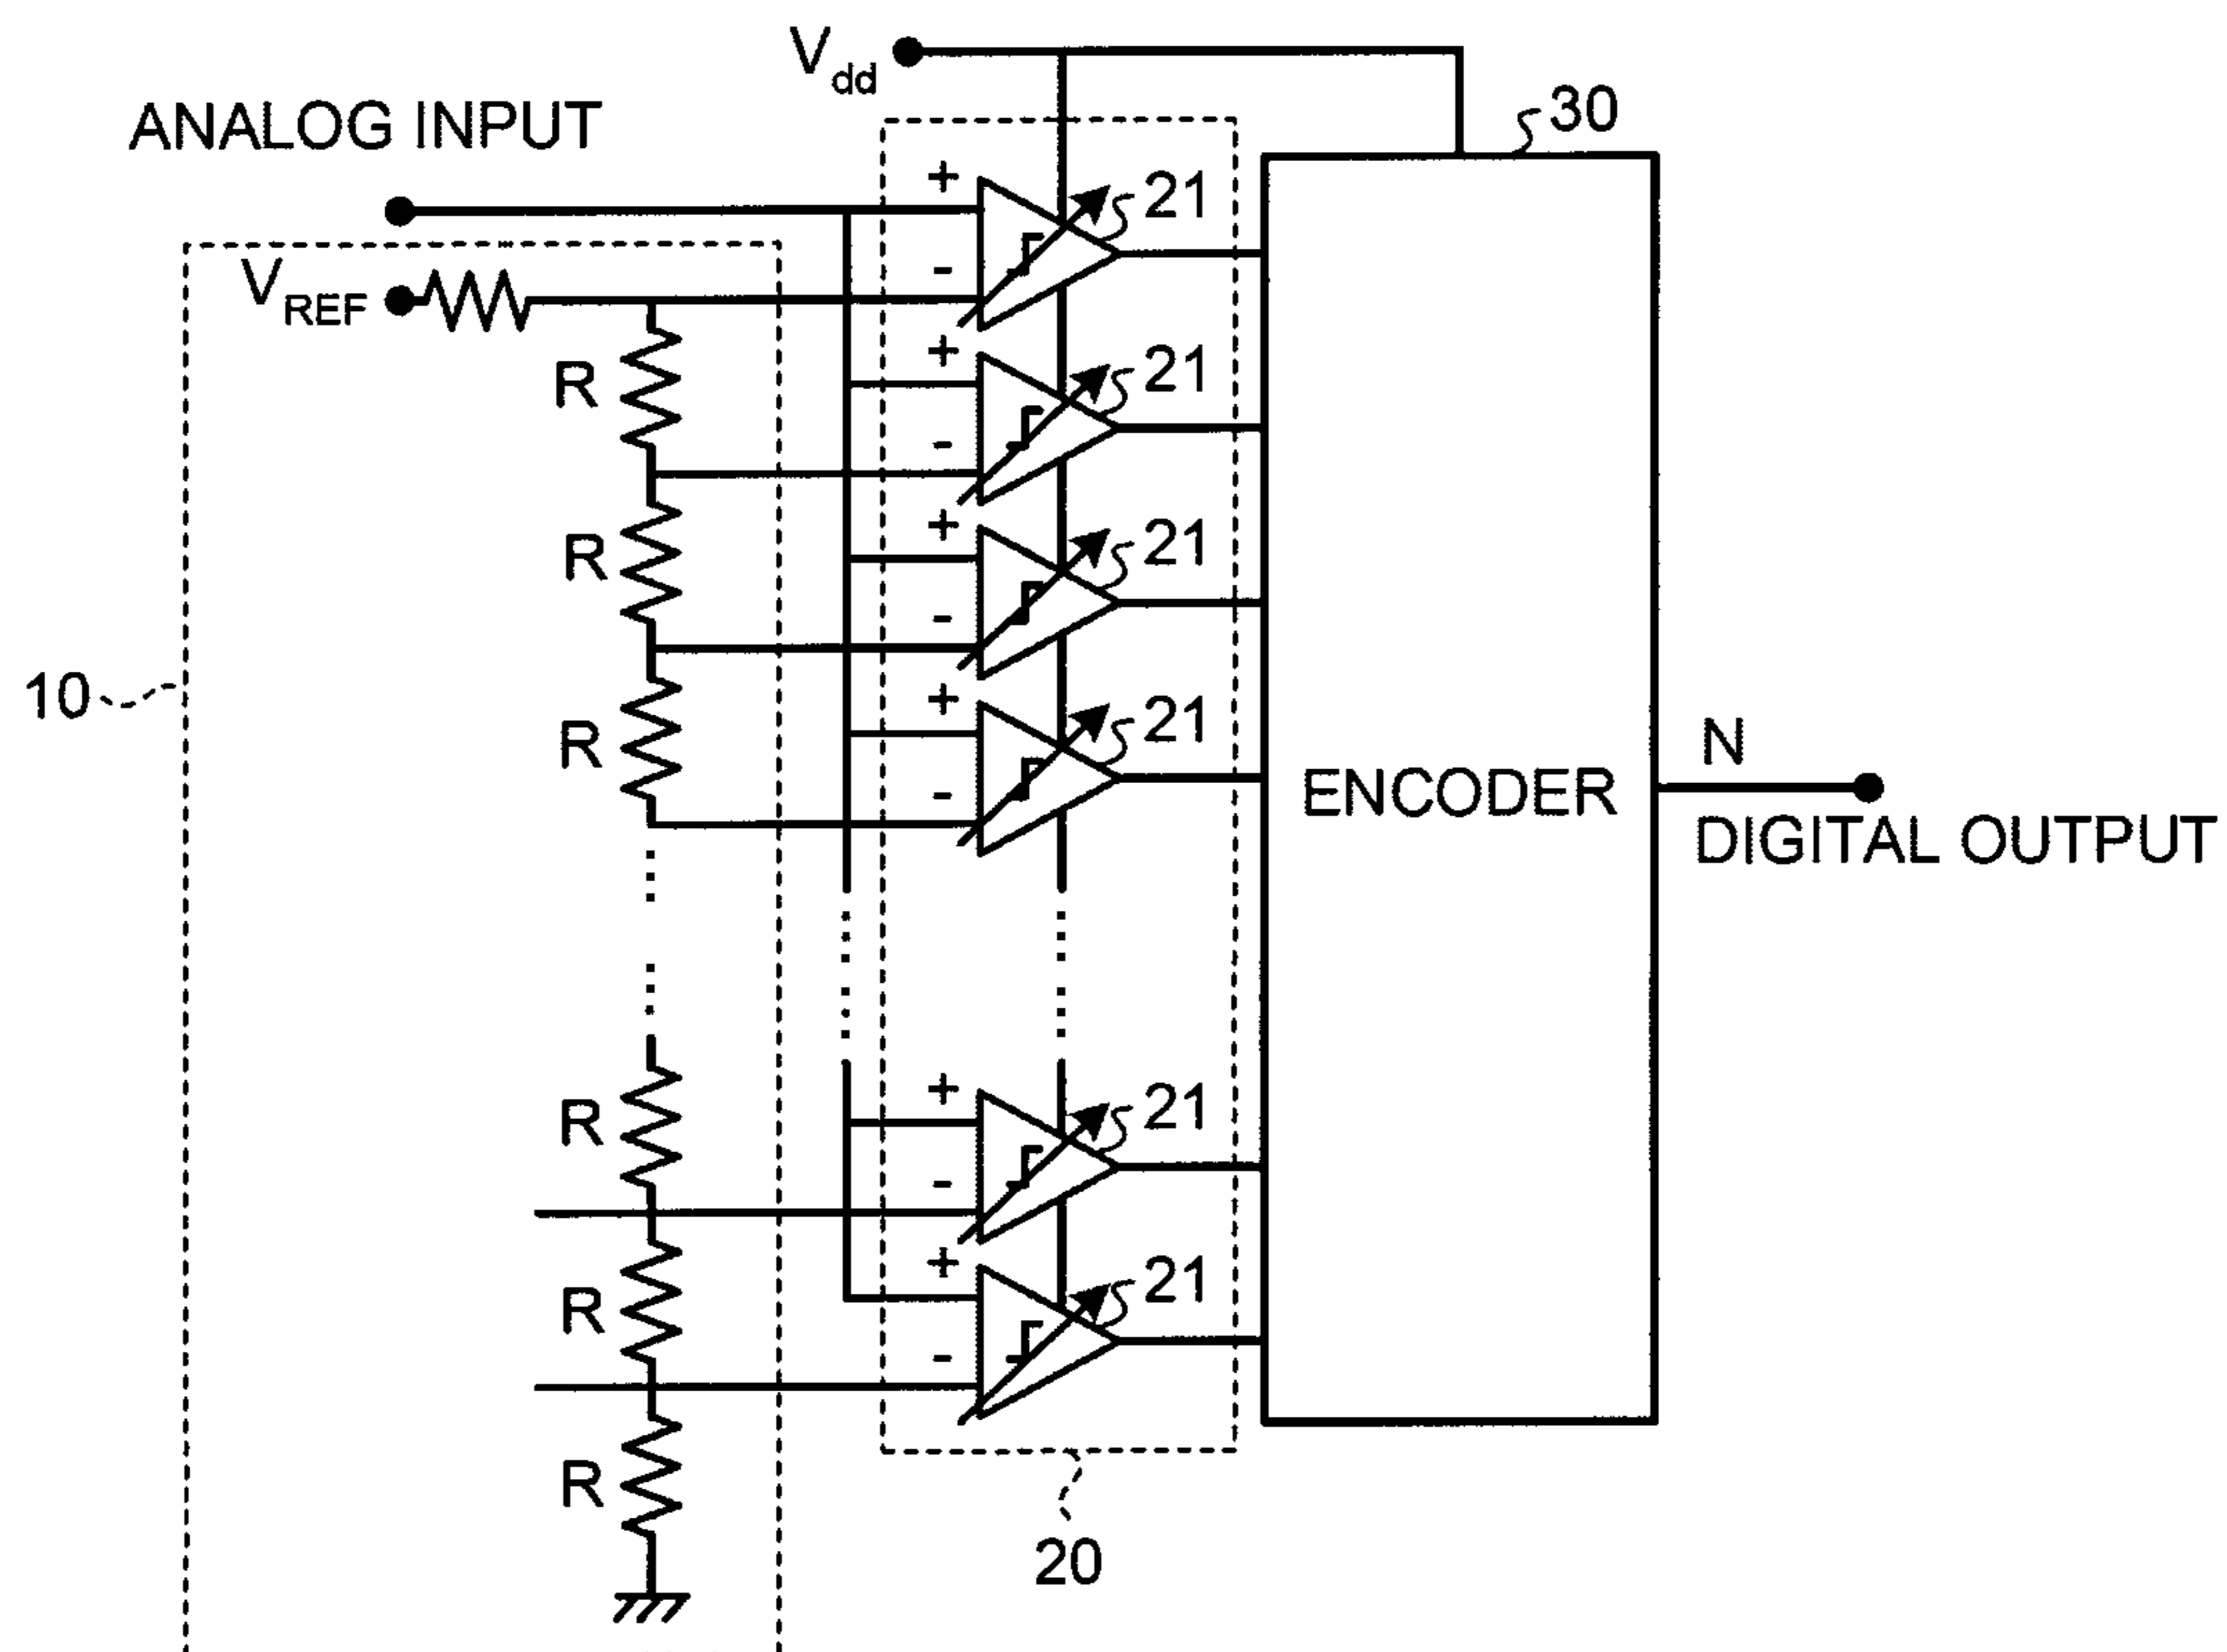 Vdd
30
ANALOG INPUT
+
21
VREF
-
R
+
21
-
R
+
21
-
10
R
+
21
-
N
ENCODER
DIGITAL OUTPUT
R
+
21
-
R
+
21
-
R
20